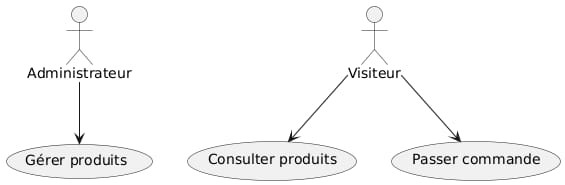 Administrateur
Visiteur
Gérer produits
Consulter produits
Passer commande